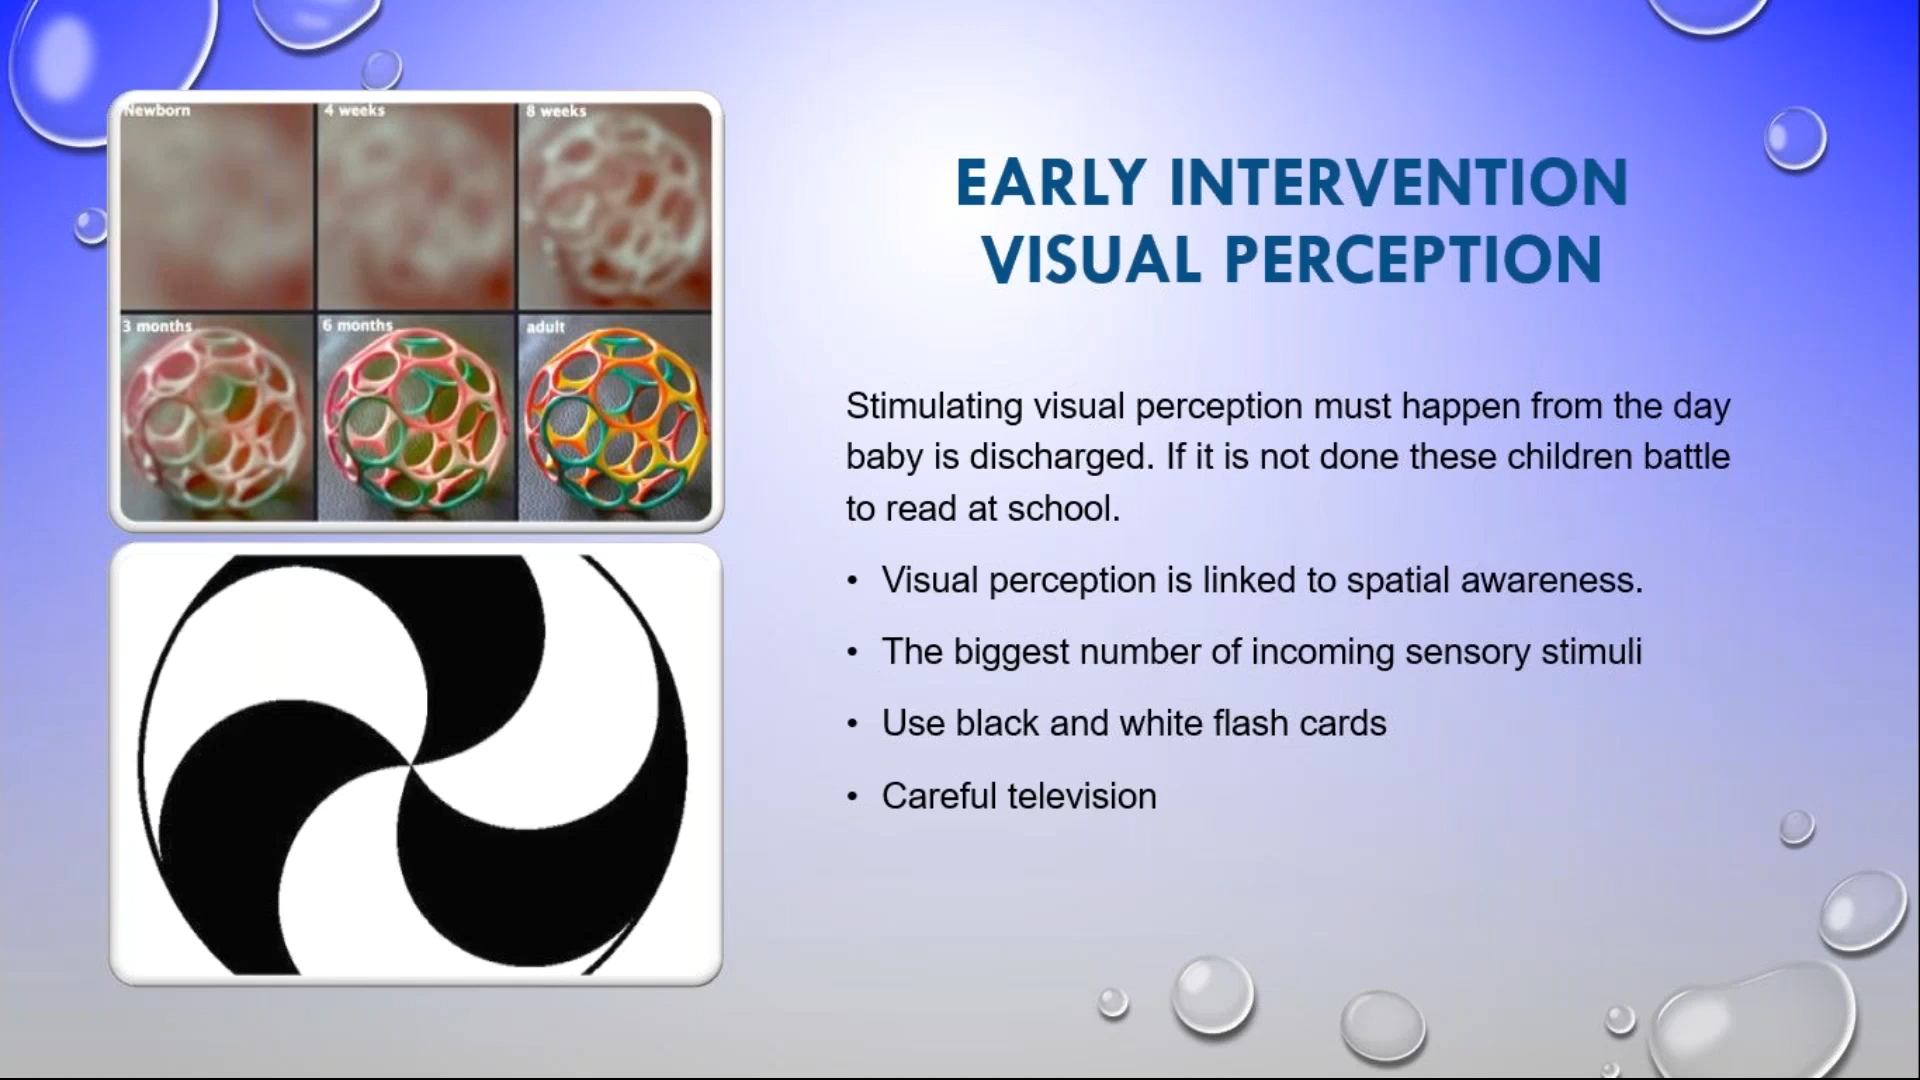 Newborn
4 weeks
8 weeks
3 months
6 months
adult
EARLY INTERVENTION
VISUAL PERCEPTION
Stimulating visual perception must happen from the day
baby is discharged. If it is not done these children battle
to read at school.
• Visual perception is linked to spatial awareness.
• The biggest number of incoming sensory stimuli
• Use black and white flash cards
• Careful television